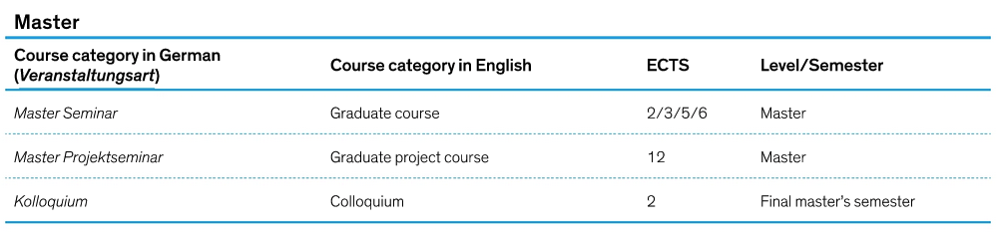 Master
Course category in German
(Veranstaltungsart)
Course category in English
ECTS
Level/Semester
Master Seminar
Graduate course
2/3/5/6
Master
Master Projektseminar
Graduate project course
12
Master
Kolloquium
Colloquium
2
Final master's semester